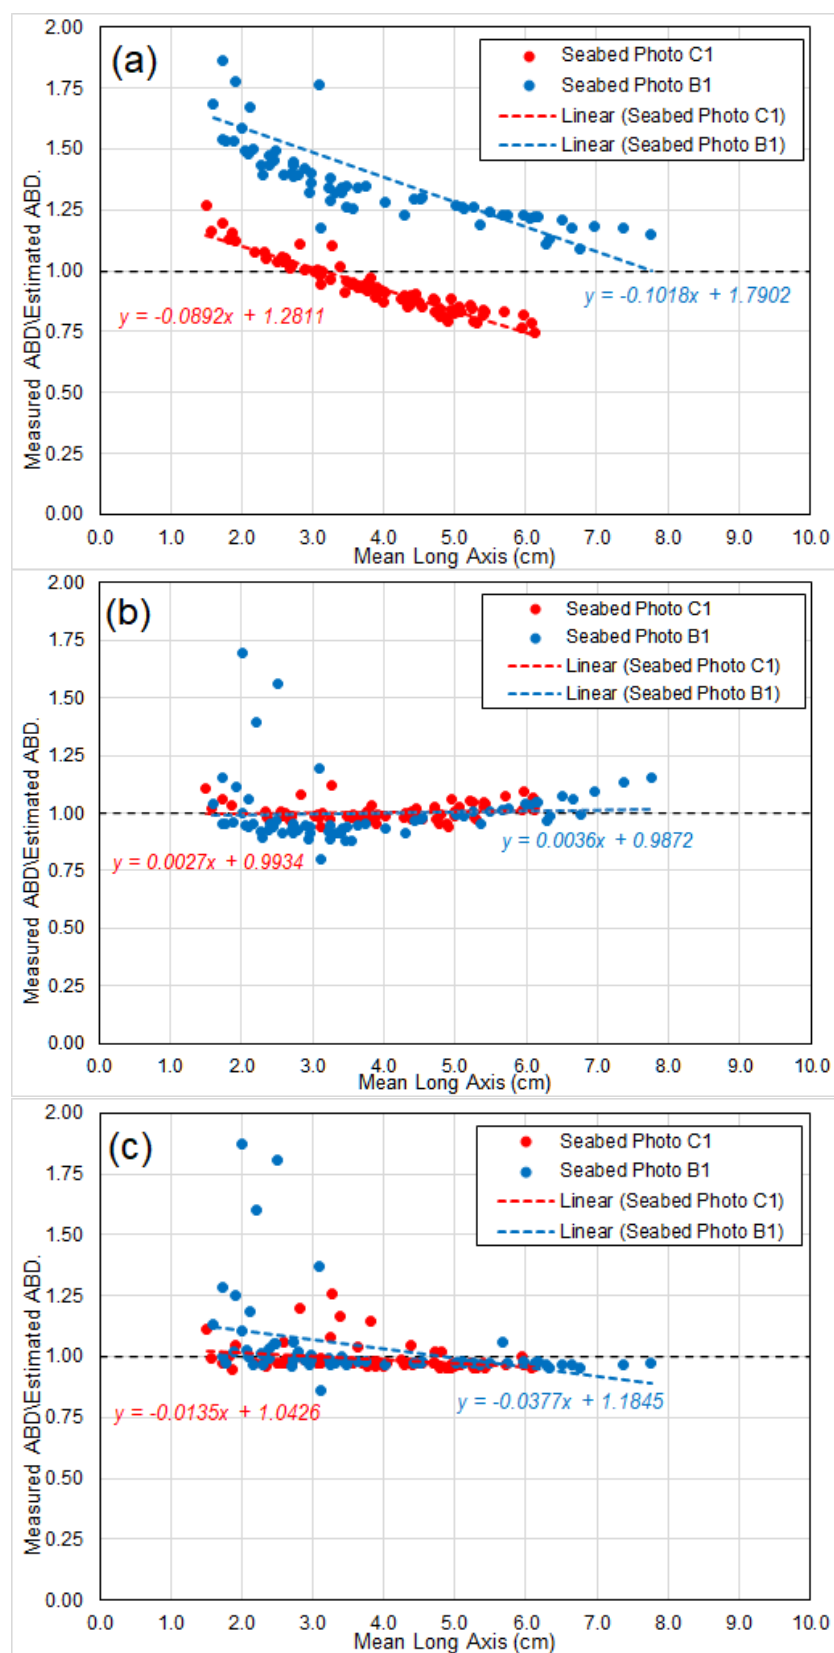 (a)
Seabed Photo C1
Seabed Photo B1
Linear (Seabed Photo C1)
Linear (Seabed Photo B1)
2.00
1.75
1.50
1.25
1.00
0.75
0.50
0.25
0.00
Measured ABD\Estimated ABD.
y = -0.0892x + 1.2811
y = -0.1018x + 1.7902
0.0 1.0 2.0 3.0 4.0 5.0 6.0 7.0 8.0 9.0 10.0
Mean Long Axis (cm)
(b)
Seabed Photo C1
Seabed Photo B1
Linear (Seabed Photo C1)
Linear (Seabed Photo B1)
2.00
1.75
1.50
1.25
1.00
0.75
0.50
0.25
0.00
Measured ABD\Estimated ABD.
y = 0.0027x + 0.9934
y = 0.0036x + 0.9872
0.0 1.0 2.0 3.0 4.0 5.0 6.0 7.0 8.0 9.0 10.0
Mean Long Axis (cm)
(c)
Seabed Photo C1
Seabed Photo B1
Linear (Seabed Photo C1)
Linear (Seabed Photo B1)
2.00
1.75
1.50
1.25
1.00
0.75
0.50
0.25
0.00
Measured ABD\Estimated ABD.
y = -0.0135x + 1.0426
y = -0.0377x + 1.1845
0.0 1.0 2.0 3.0 4.0 5.0 6.0 7.0 8.0 9.0 10.0
Mean Long Axis (cm)